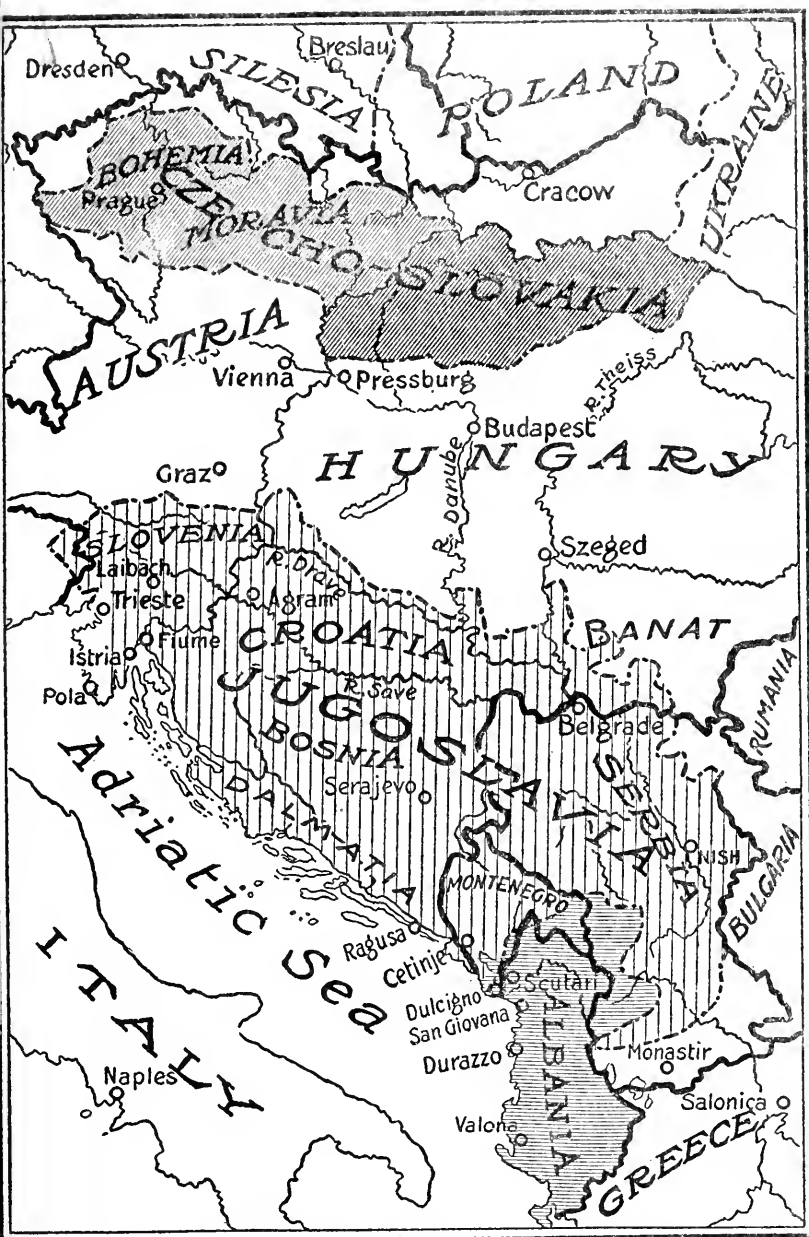 Dresden
Breslau
SILESIA
POLAND
UKRAINE
BOHEMIA
Prague
CZECHO-SLOVAKIA
MORAVIA
Cracow
AUSTRIA
Vienna
Pressburg
R. Theiss
Budapest
HUNGARY
R. Danube
Graz
Szeged
SLOVENIA
Laibach
R. Drave
Trieste
Agram
BANAT
Fiume
CROATIA
Istria
Pola
JUGOSLAVIA
R. Save
Belgrade
RUMANIA
BOSNIA
Serajevo
SERBIA
DALMATIA
NISH
BULGARIA
Adriatic Sea
MONTENEGRO
Ragusa
Cetinje
Scutari
Dulcigno
San Giovana
ALBANIA
Durazzo
Monastir
ITALY
Naples
Salonica
Valona
GREECE